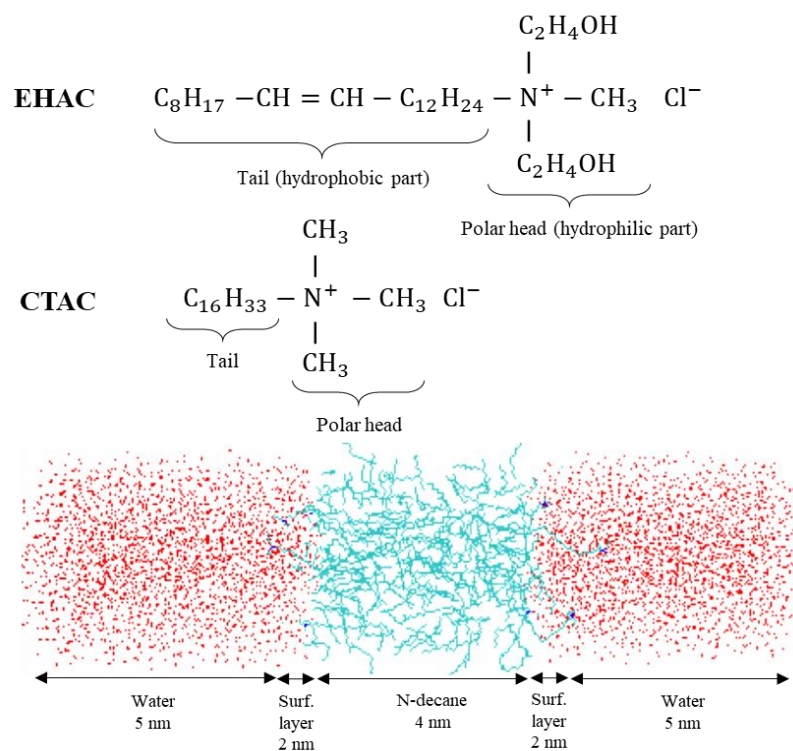 C₂H₄OH
EHAC C₈H₁₇ – CH = CH – C₁₂H₂₄ – N⁺ – CH₃ Cl⁻
C₂H₄OH
Tail (hydrophobic part)
Polar head (hydrophilic part)
CH₃
CTAC C₁₆H₃₃ – N⁺ – CH₃ Cl⁻
CH₃
Tail
Polar head
Water
5 nm
Surf.
layer
2 nm
N-decane
4 nm
Surf.
layer
2 nm
Water
5 nm